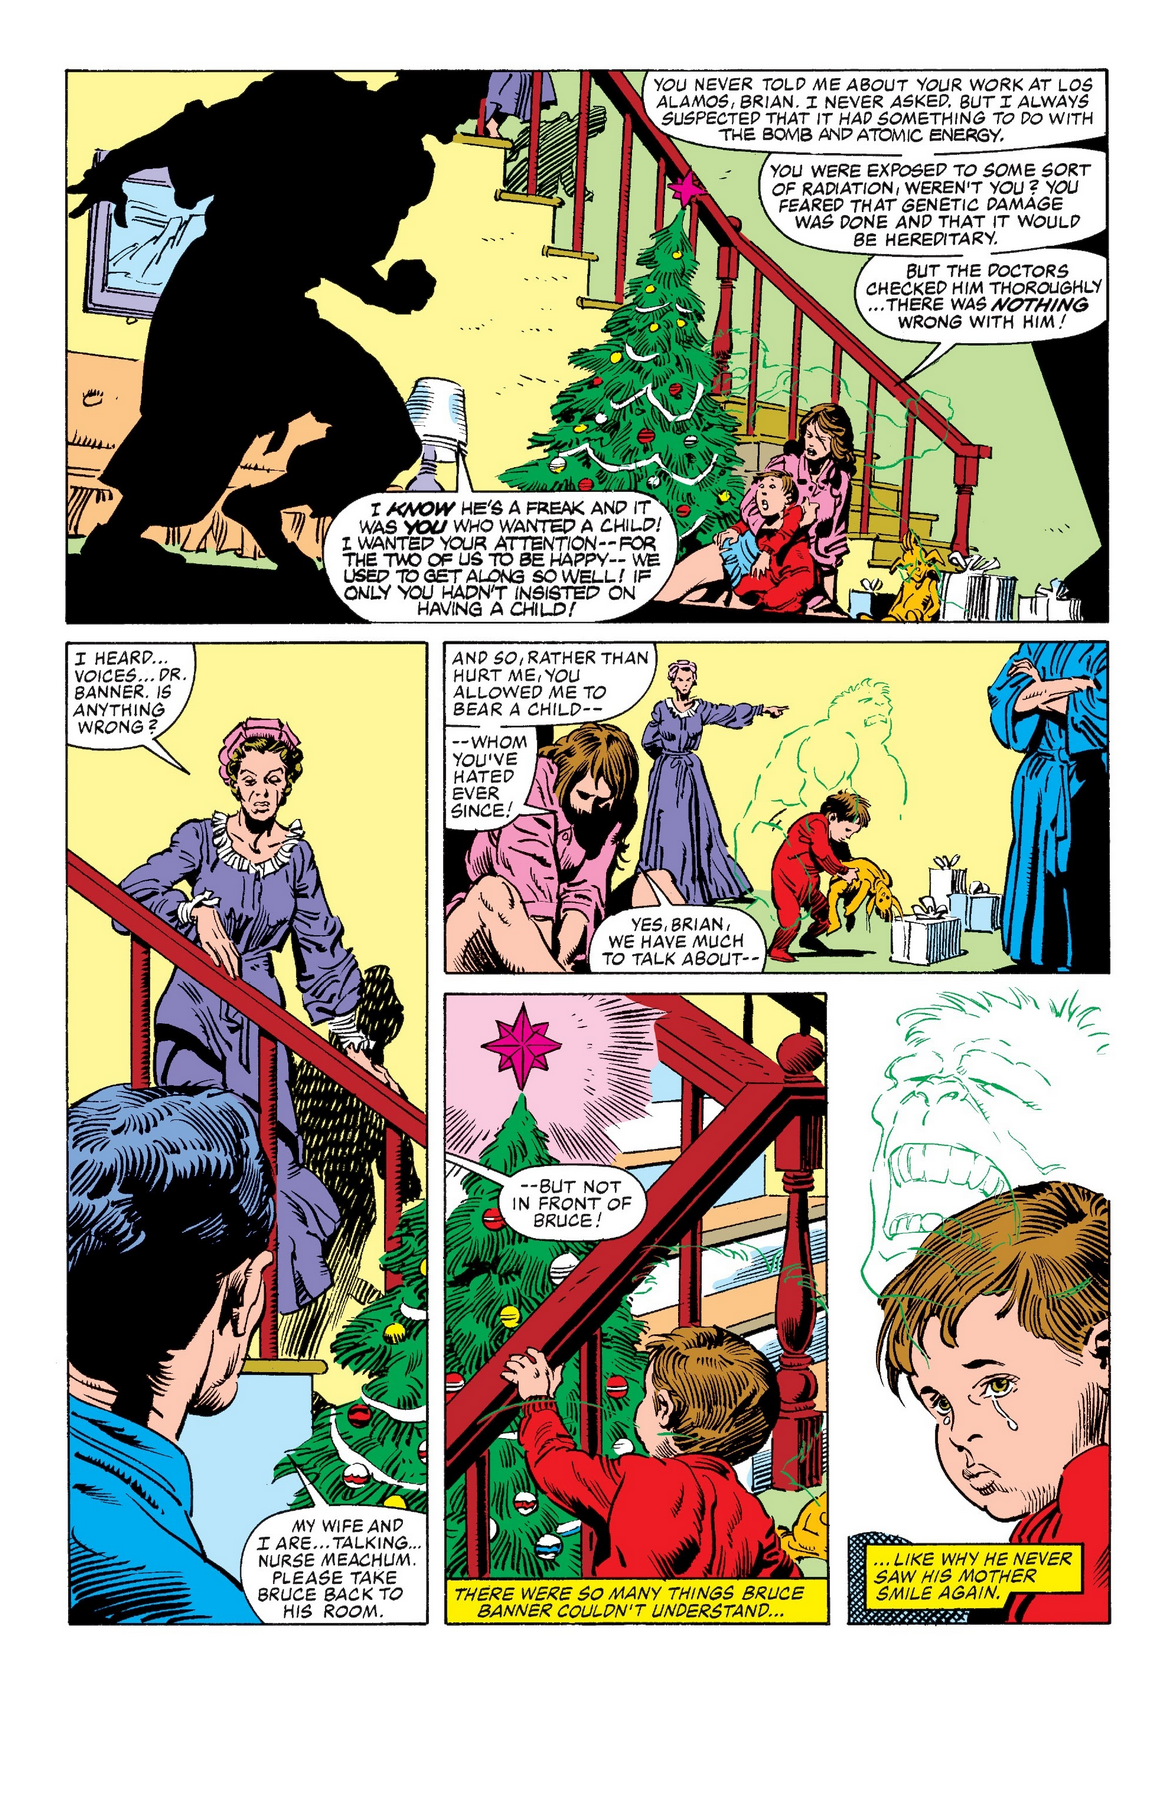 YOU NEVER TOLD ME ABOUT YOUR WORK AT LOS
ALAMOS, BRIAN. I NEVER ASKED. BUT I ALWAYS
SUSPECTED THAT IT HAD SOMETHING TO DO WITH
THE BOMB AND ATOMIC ENERGY.
YOU WERE EXPOSED TO SOME SORT
OF RADIATION, WEREN'T YOU? YOU
FEARED THAT GENETIC DAMAGE
WAS DONE AND THAT IT WOULD
BE HEREDITARY.
BUT THE DOCTORS
CHECKED HIM THOROUGHLY
...THERE WAS NOTHING
WRONG WITH HIM!
I KNOW HE'S A FREAK AND IT
WAS YOU WHO WANTED A CHILD!
I WANTED YOUR ATTENTION--FOR
THE TWO OF US TO BE HAPPY--WE
USED TO GET ALONG SO WELL! IF
ONLY YOU HADN'T INSISTED ON
HAVING A CHILD!
I HEARD...
VOICES...DR.
BANNER. IS
ANYTHING
WRONG?
MY WIFE AND
I ARE...TALKING...
NURSE MEACHUM.
PLEASE TAKE
BRUCE BACK TO
HIS ROOM.
AND SO, RATHER THAN
HURT ME, YOU
ALLOWED ME TO
BEAR A CHILD--
--WHOM
YOU'VE
HATED
EVER
SINCE!
YES, BRIAN,
WE HAVE MUCH
TO TALK ABOUT--
--BUT NOT
IN FRONT OF
BRUCE!
THERE WERE SO MANY THINGS BRUCE
BANNER COULDN'T UNDERSTAND...
...LIKE WHY HE NEVER
SAW HIS MOTHER
SMILE AGAIN.